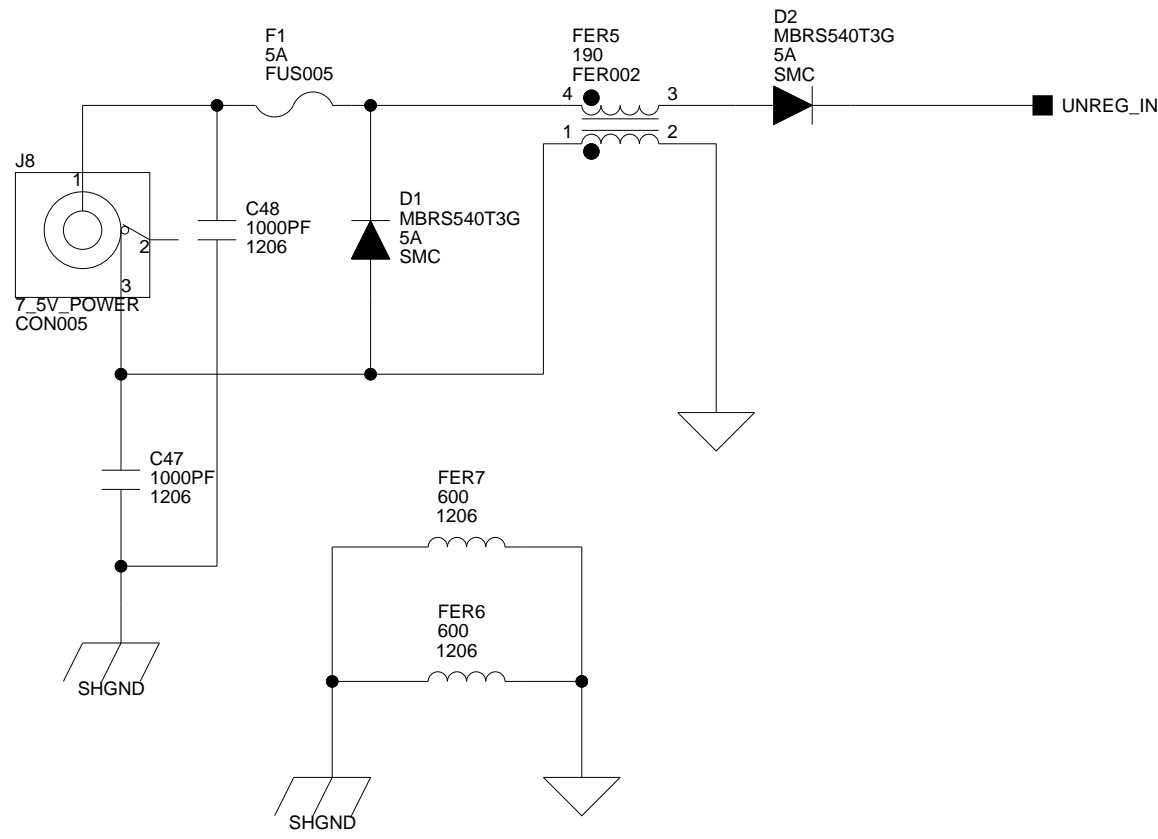 F1
5A
FUS005
FER5
190
FER002
D2
MBRS540T3G
5A
SMC
4
3
1
2
UNREG_IN
J8
1
2
3
7_5V_POWER
CON005
C48
1000PF
1206
D1
MBRS540T3G
5A
SMC
C47
1000PF
1206
SHGND
FER7
600
1206
FER6
600
1206
SHGND